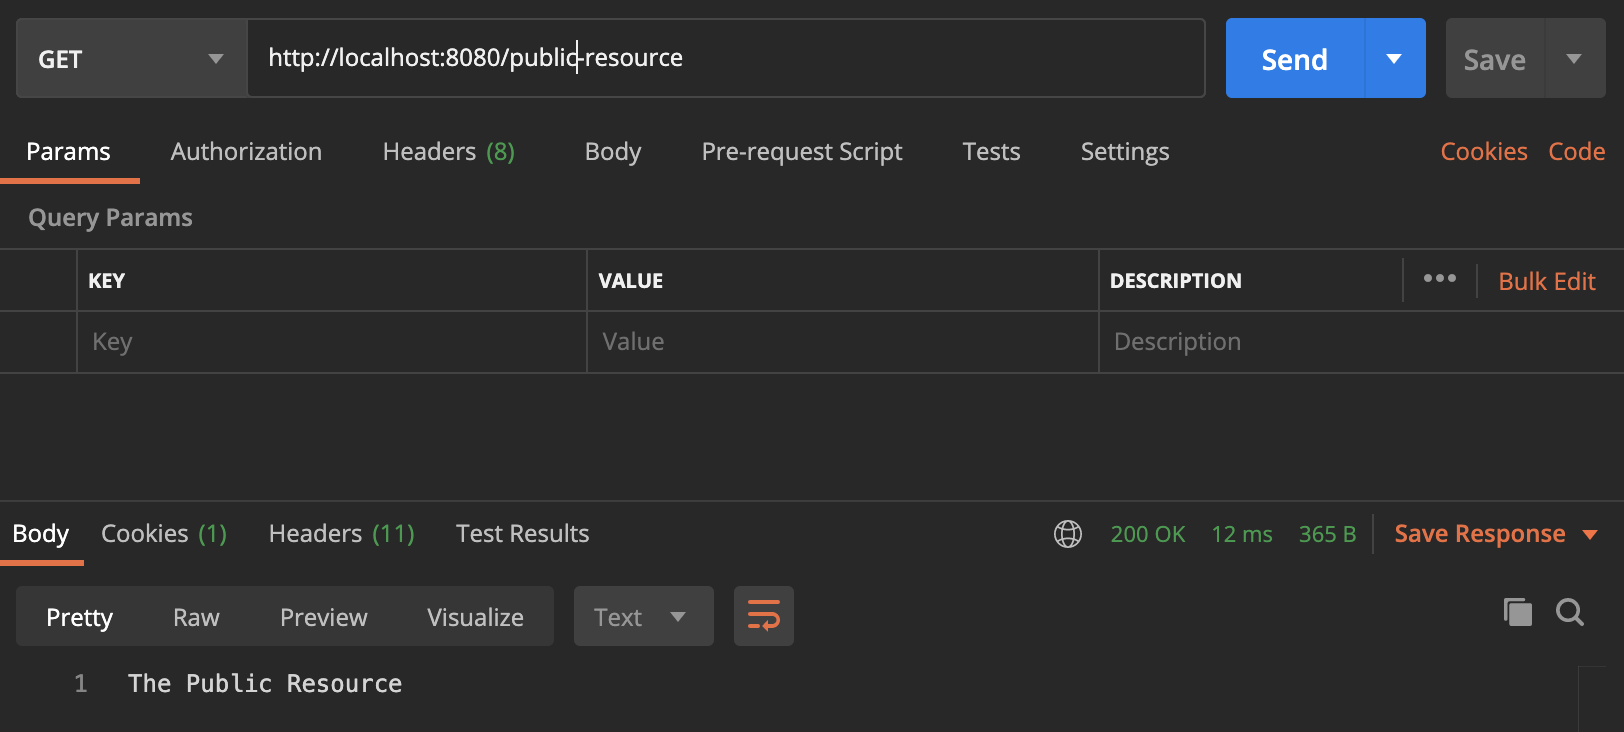 GET http://localhost:8080/public-resource Send Save
Params Authorization Headers (8) Body Pre-request Script Tests Settings Cookies Code
Query Params
KEY VALUE DESCRIPTION ••• Bulk Edit
Key Value Description
Body Cookies (1) Headers (11) Test Results 200 OK 12 ms 365 B Save Response
Pretty Raw Preview Visualize Text
1 The Public Resource